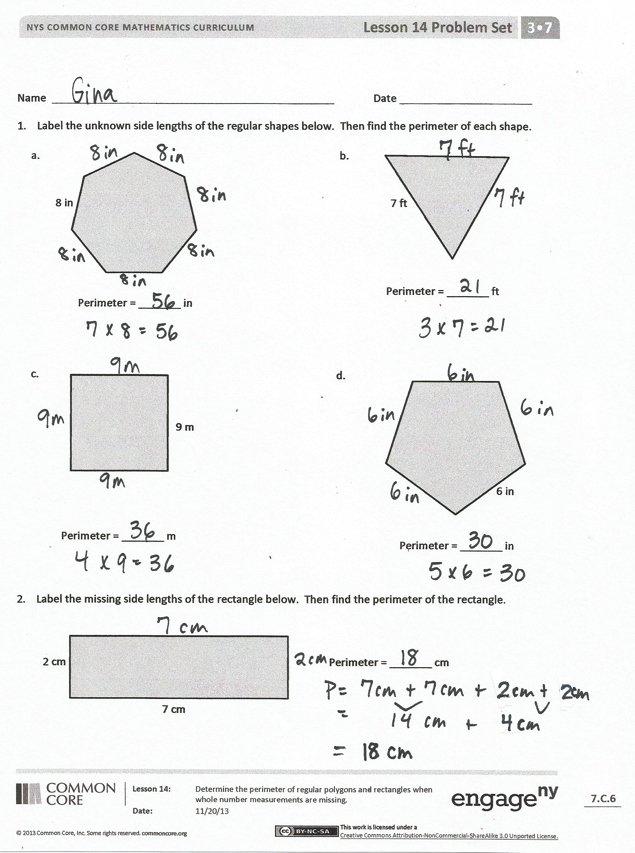 NYS COMMON CORE MATHEMATICS CURRICULUM Lesson 14 Problem Set 3•7
Name Gina Date
1. Label the unknown side lengths of the regular shapes below. Then find the perimeter of each shape.
a. 8 in 8 in
8 in 8 in
8 in 8 in
8 in
Perimeter = 56 in
7 x 8 = 56
b. 7 ft
7 ft 7 ft
Perimeter = 21 ft
3 x 7 = 21
c. 9m
9m 9 m
9m
Perimeter = 36 m
4 x 9 = 36
d. 6 in
6 in 6 in
6 in 6 in
Perimeter = 30 in
5 x 6 = 30
2. Label the missing side lengths of the rectangle below. Then find the perimeter of the rectangle.
7 cm
2 cm 2cm Perimeter = 18 cm
7 cm
P = 7cm + 7cm + 2cm + 2cm
= 14 cm + 4cm
= 18 cm
COMMON CORE
Lesson 14: Determine the perimeter of regular polygons and rectangles when
whole number measurements are missing.
Date: 11/20/13
engageny
7.C.6
© 2013 Common Core, Inc. Some rights reserved. commoncore.org
cc BY-NC-SA
This work is licensed under a
Creative Commons Attribution-NonCommercial-ShareAlike 3.0 Unported License.